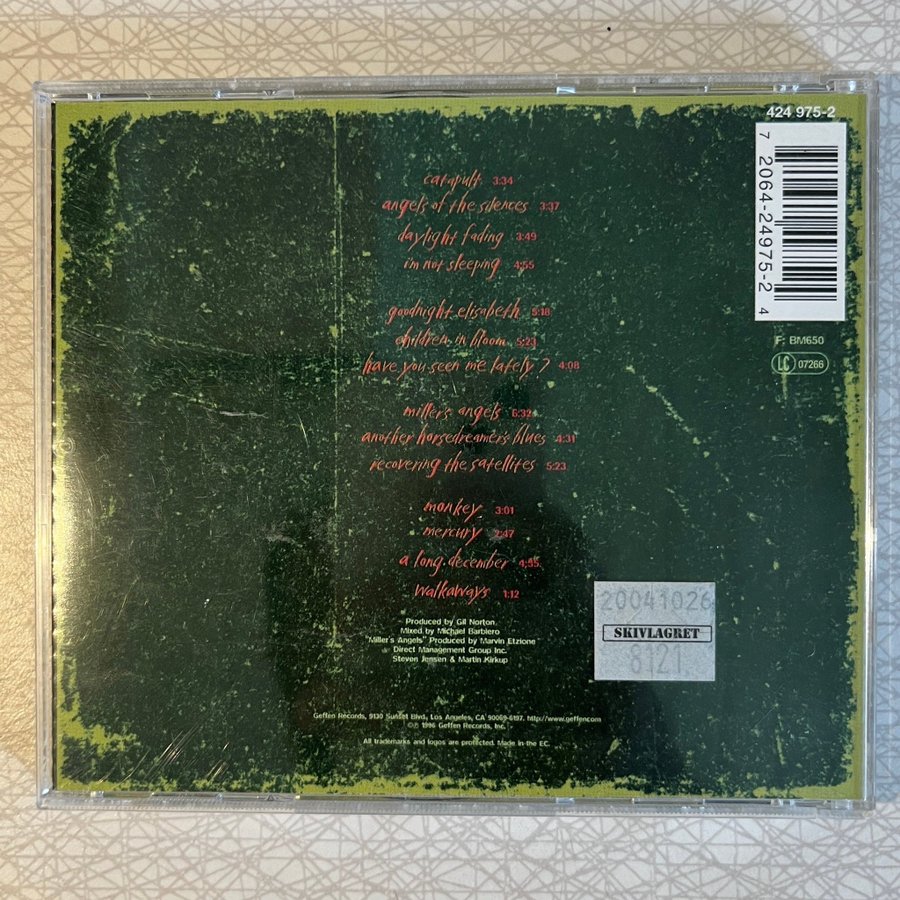 424 975-2
7 20064-24975-2 4
F: BM650
LC 07266
catapult 3:34
angels of the silences 3:37
daylight fading 3:49
i'm not sleeping 4:55
goodnight elisabeth 5:18
children in bloom 5:23
have you seen me lately? 4:08
miller's angels 6:32
another horsedreamer's blues 4:31
recovering the satellites 5:23
monkey 3:01
mercury 2:47
a long december 4:55
walkaways 1:12
Produced by Gil Norton
Mixed by Michael Barbiero
"Miller's Angels" Produced by Marvin Etzione
Direct Management Group Inc.
Steven Jensen & Martin Kirkup
20041026
SKIVLAGRET
8121
Geffen Records, 9130 Sunset Blvd., Los Angeles, CA 90069-6197. http://www.geffen.com
©℗ 1996 Geffen Records, Inc.
All trademarks and logos are protected. Made in the EC.